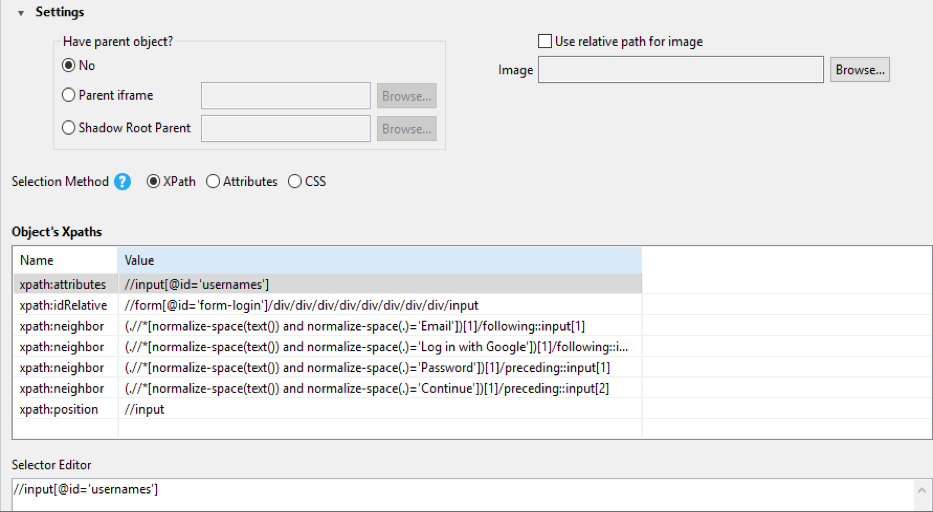 Settings
Have parent object?
No
Parent iframe
Browse...
Shadow Root Parent
Browse...
Use relative path for image
Image
Browse...
Selection Method ? XPath Attributes CSS
Object's Xpaths
Name Value
xpath:attributes //input[@id='usernames']
xpath:idRelative //form[@id='form-login']/div/div/div/div/div/div/div/div/input
xpath:neighbor (.//*[normalize-space(text()) and normalize-space(.)='Email'])[1]/following::input[1]
xpath:neighbor (.//*[normalize-space(text()) and normalize-space(.)='Log in with Google'])[1]/following::i...
xpath:neighbor (.//*[normalize-space(text()) and normalize-space(.)='Password'])[1]/preceding::input[1]
xpath:neighbor (.//*[normalize-space(text()) and normalize-space(.)='Continue'])[1]/preceding::input[2]
xpath:position //input
Selector Editor
//input[@id='usernames']